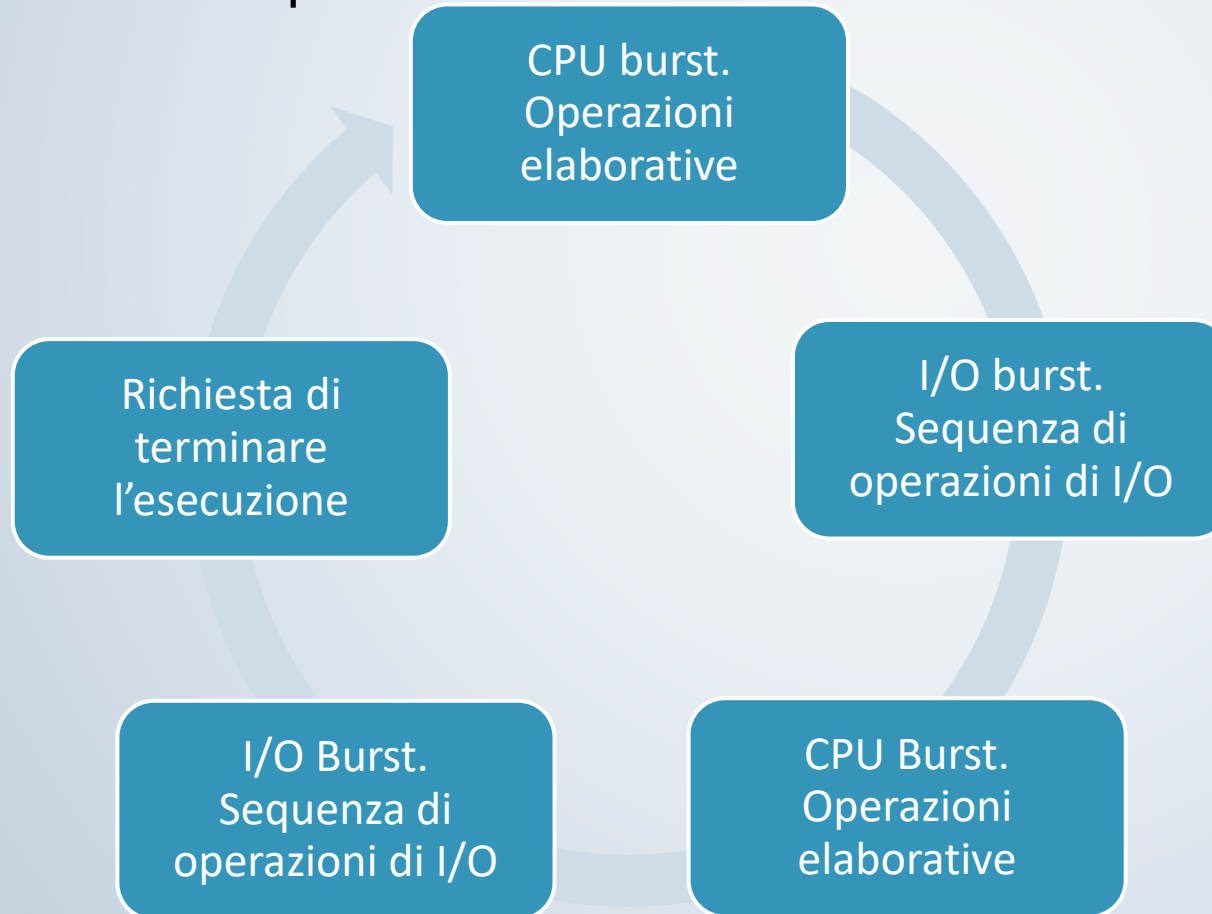 CPU burst.
Operazioni
elaborative
I/O burst.
Sequenza di
operazioni di I/O
CPU Burst.
Operazioni
elaborative
I/O Burst.
Sequenza di
operazioni di I/O
Richiesta di
terminare
l’esecuzione